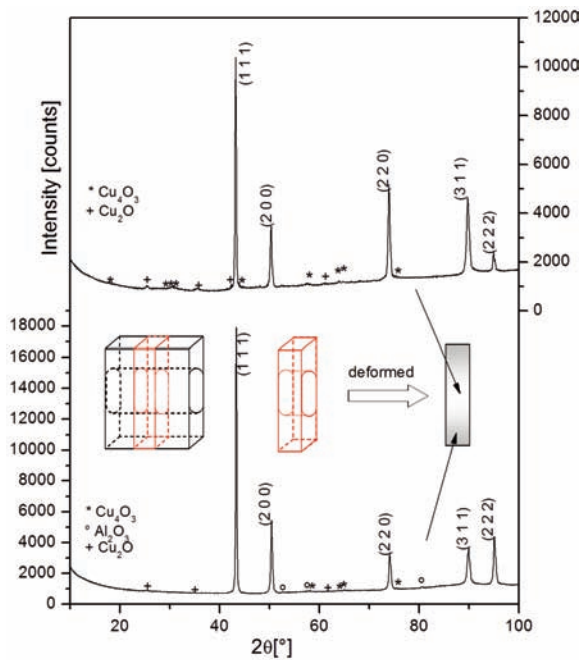 12000
10000
8000
6000
4000
2000
0
Intensity [counts]
(1 1 1)
(2 0 0)
(2 2 0)
(3 1 1)
(2 2 2)
* Cu4O3
+ Cu2O
+ + * * * + + * * + * * *
18000
16000
14000
12000
10000
8000
6000
4000
2000
0
(1 1 1)
deformed
(2 0 0)
(2 2 0)
(3 1 1)
(2 2 2)
* Cu4O3
o Al2O3
+ Cu2O
+ + o o * + * * * o
20 40 60 80 100
2θ[°]